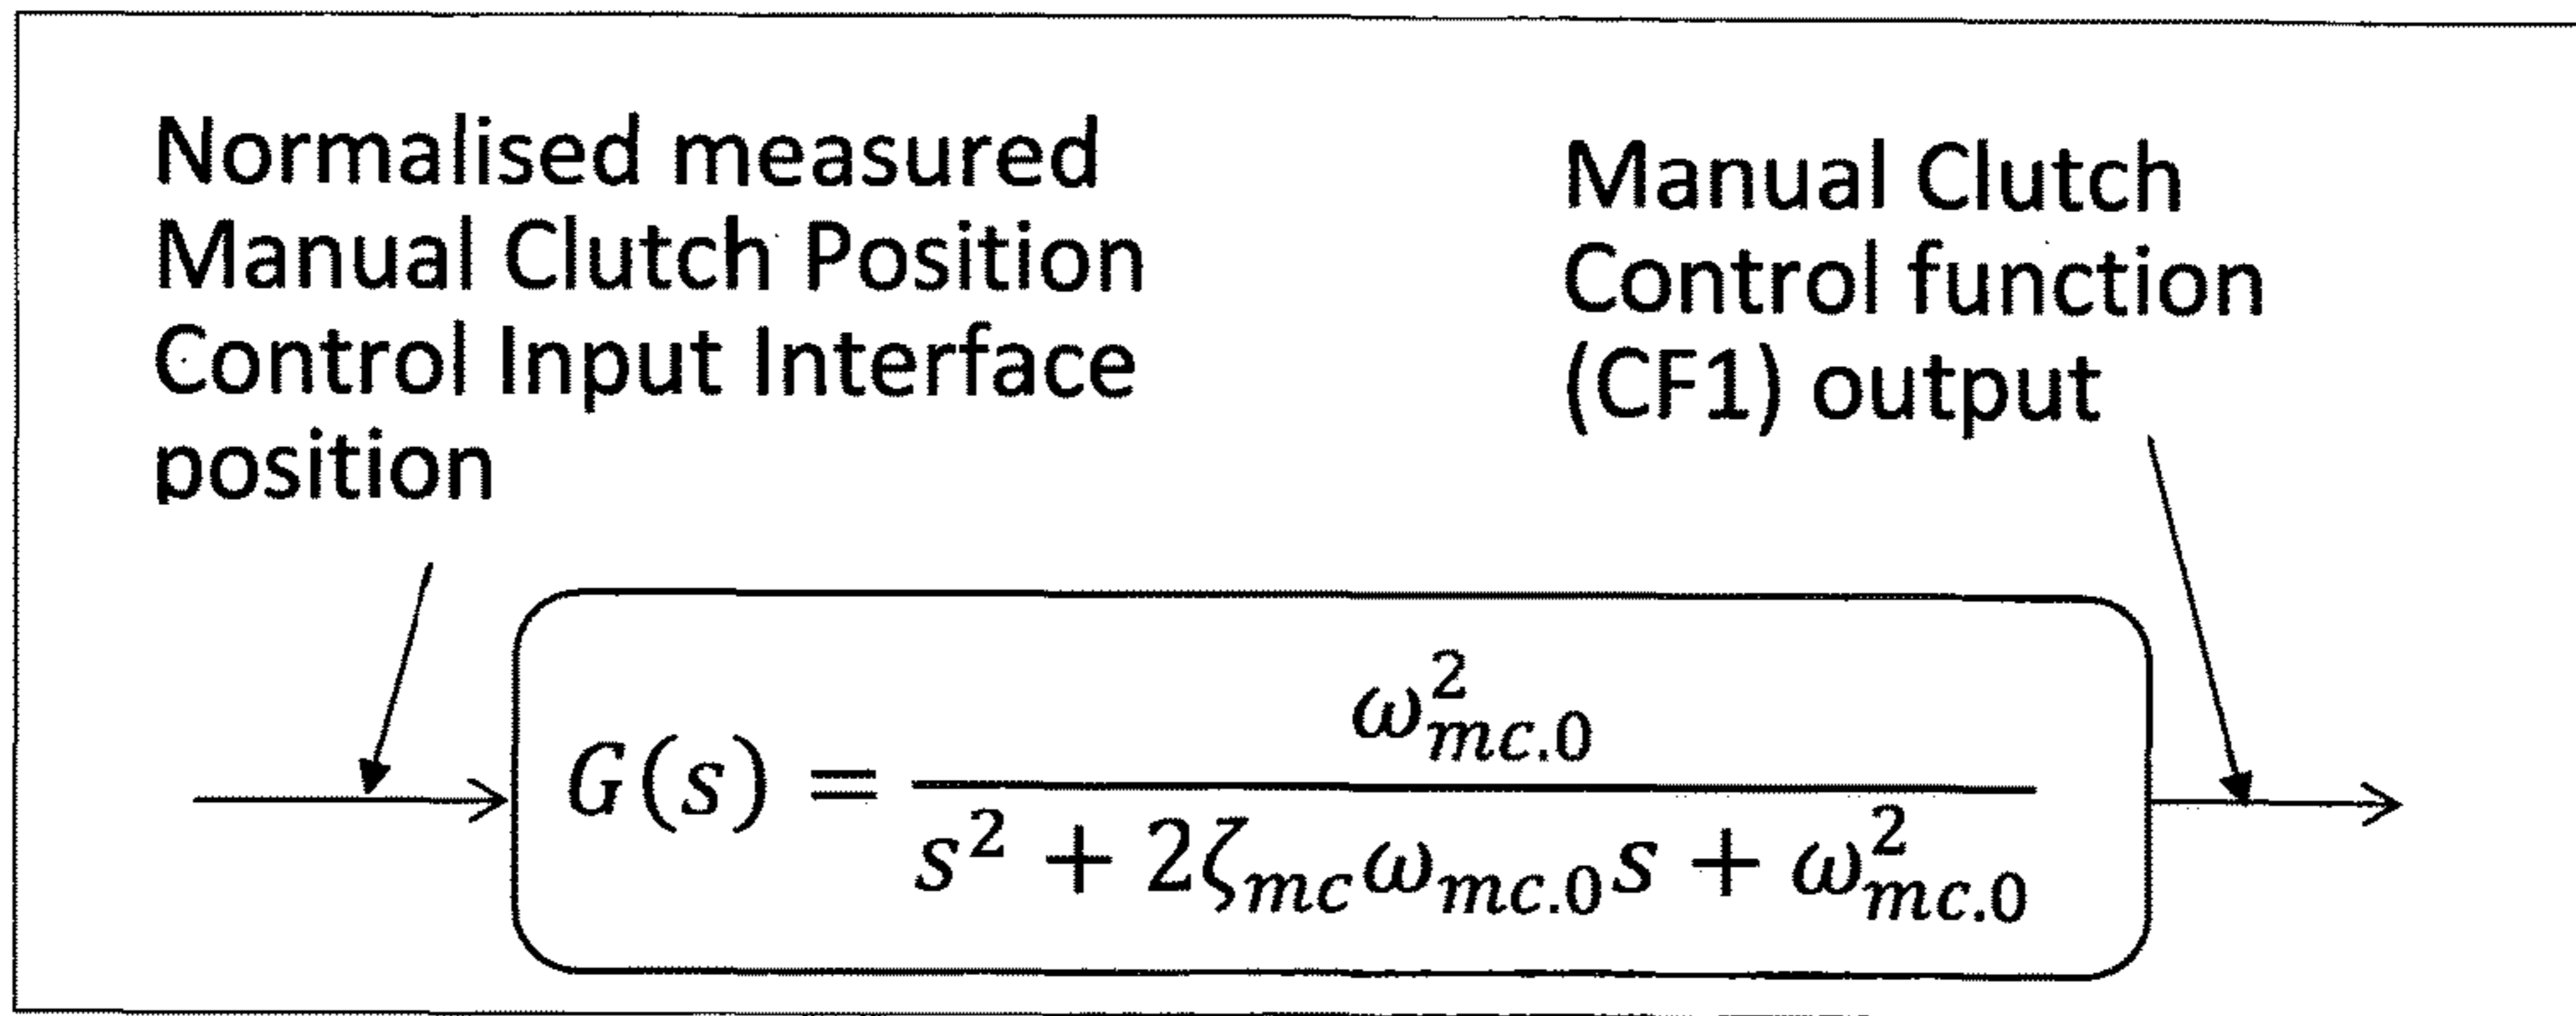 Normalised measured
Manual Clutch Position
Control Input Interface
position
Manual Clutch
Control function
(CF1) output
G(s) = ω²mc.0 / s² + 2ζmcωmc.0s + ω²mc.0